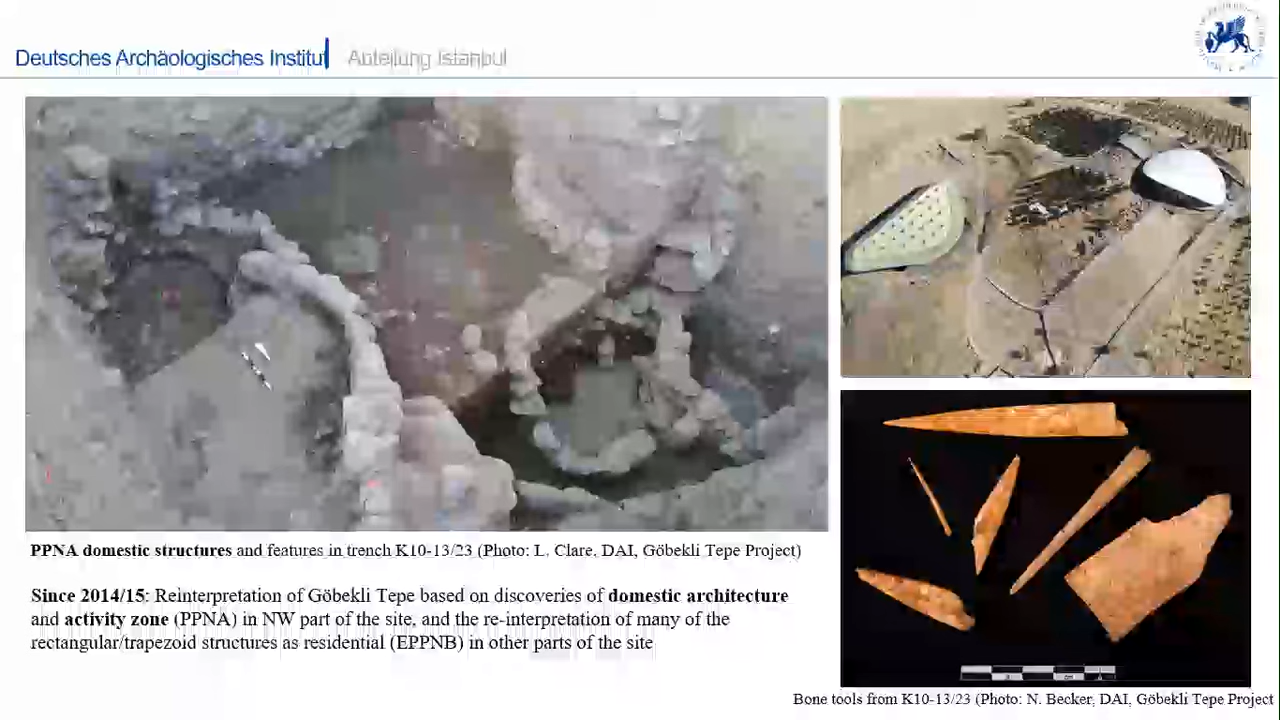 Deutsches Archäologisches Institut
Abteilung Istanbul
PPNA domestic structures and features in trench K10-13/23 (Photo: L. Clare, DAI, Göbekli Tepe Project)
Since 2014/15: Reinterpretation of Göbekli Tepe based on discoveries of domestic architecture
and activity zone (PPNA) in NW part of the site, and the re-interpretation of many of the
rectangular/trapezoid structures as residential (EPPNB) in other parts of the site
Bone tools from K10-13/23 (Photo: N. Becker, DAI, Göbekli Tepe Project